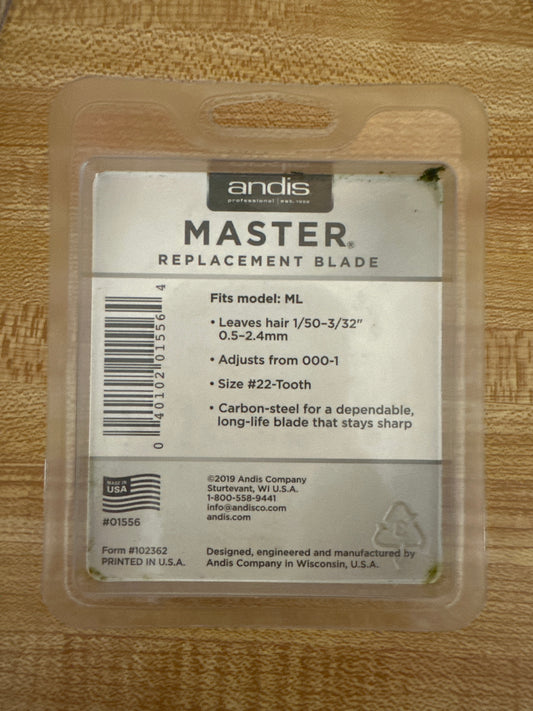 andis
professional | est. 1922
MASTER®
REPLACEMENT BLADE
Fits model: ML
• Leaves hair 1/50–3/32"
0.5–2.4mm
• Adjusts from 000-1
• Size #22-Tooth
• Carbon-steel for a dependable,
long-life blade that stays sharp
0 40102 01556 4
MADE IN
USA
#01556
©2019 Andis Company
Sturtevant, WI U.S.A.
1-800-558-9441
info@andisco.com
andis.com
Form #102362
PRINTED IN U.S.A.
Designed, engineered and manufactured by
Andis Company in Wisconsin, U.S.A.